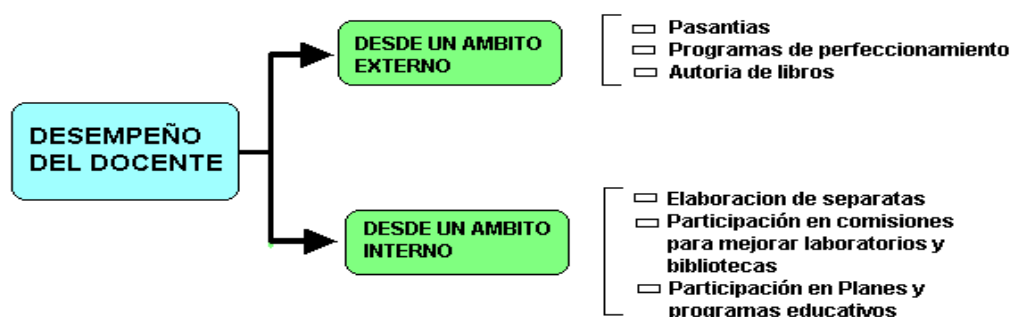 DESEMPEÑO
DEL DOCENTE
DESDE UN AMBITO
EXTERNO
Pasantias
Programas de perfeccionamiento
Autoria de libros
DESDE UN AMBITO
INTERNO
Elaboracion de separatas
Participación en comisiones
para mejorar laboratorios y
bibliotecas
Participación en Planes y
programas educativos